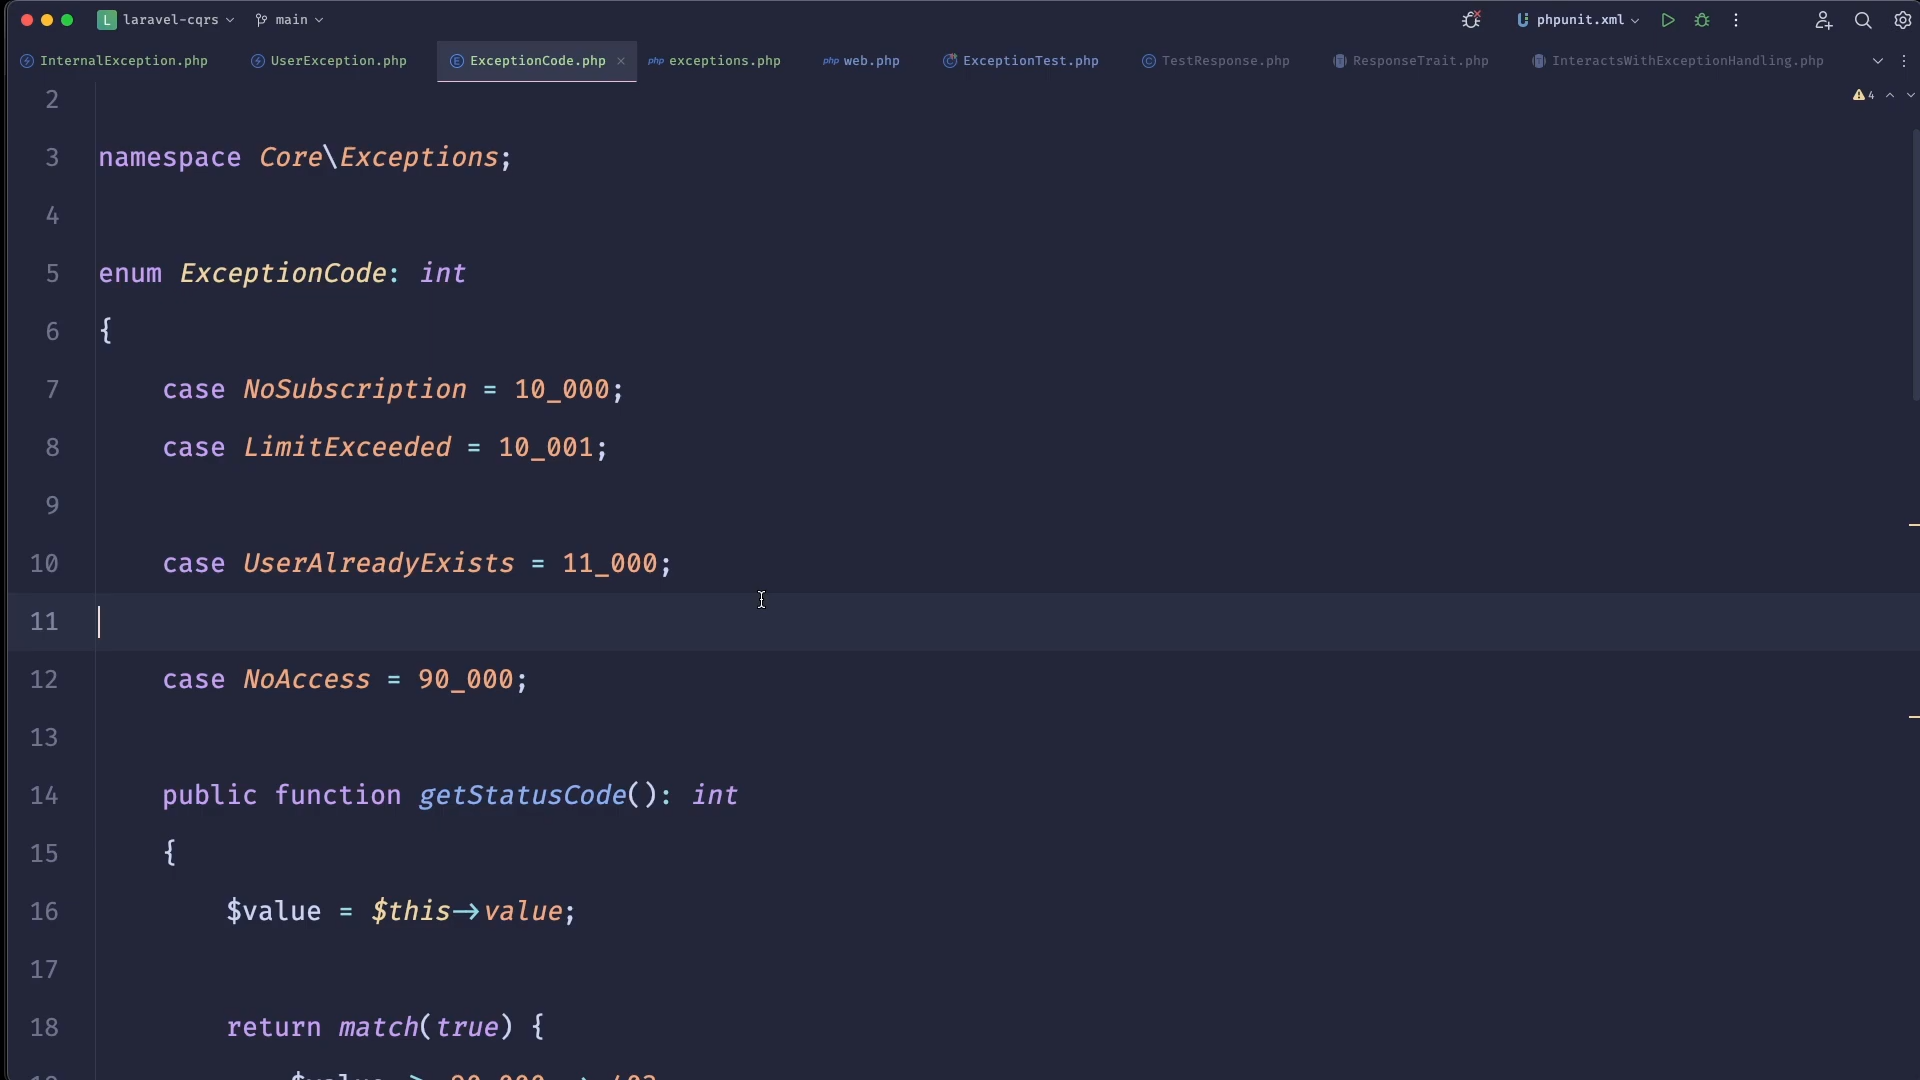 laravel-cqrs main phpunit.xml
InternalException.php UserException.php ExceptionCode.php php exceptions.php php web.php ExceptionTest.php TestResponse.php ResponseTrait.php InteractsWithExceptionHandling.php
4
2
3 namespace Core\Exceptions;
4
5 enum ExceptionCode: int
6 {
7 case NoSubscription = 10_000;
8 case LimitExceeded = 10_001;
9
10 case UserAlreadyExists = 11_000;
11
12 case NoAccess = 90_000;
13
14 public function getStatusCode(): int
15 {
16 $value = $this->value;
17
18 return match(true) {